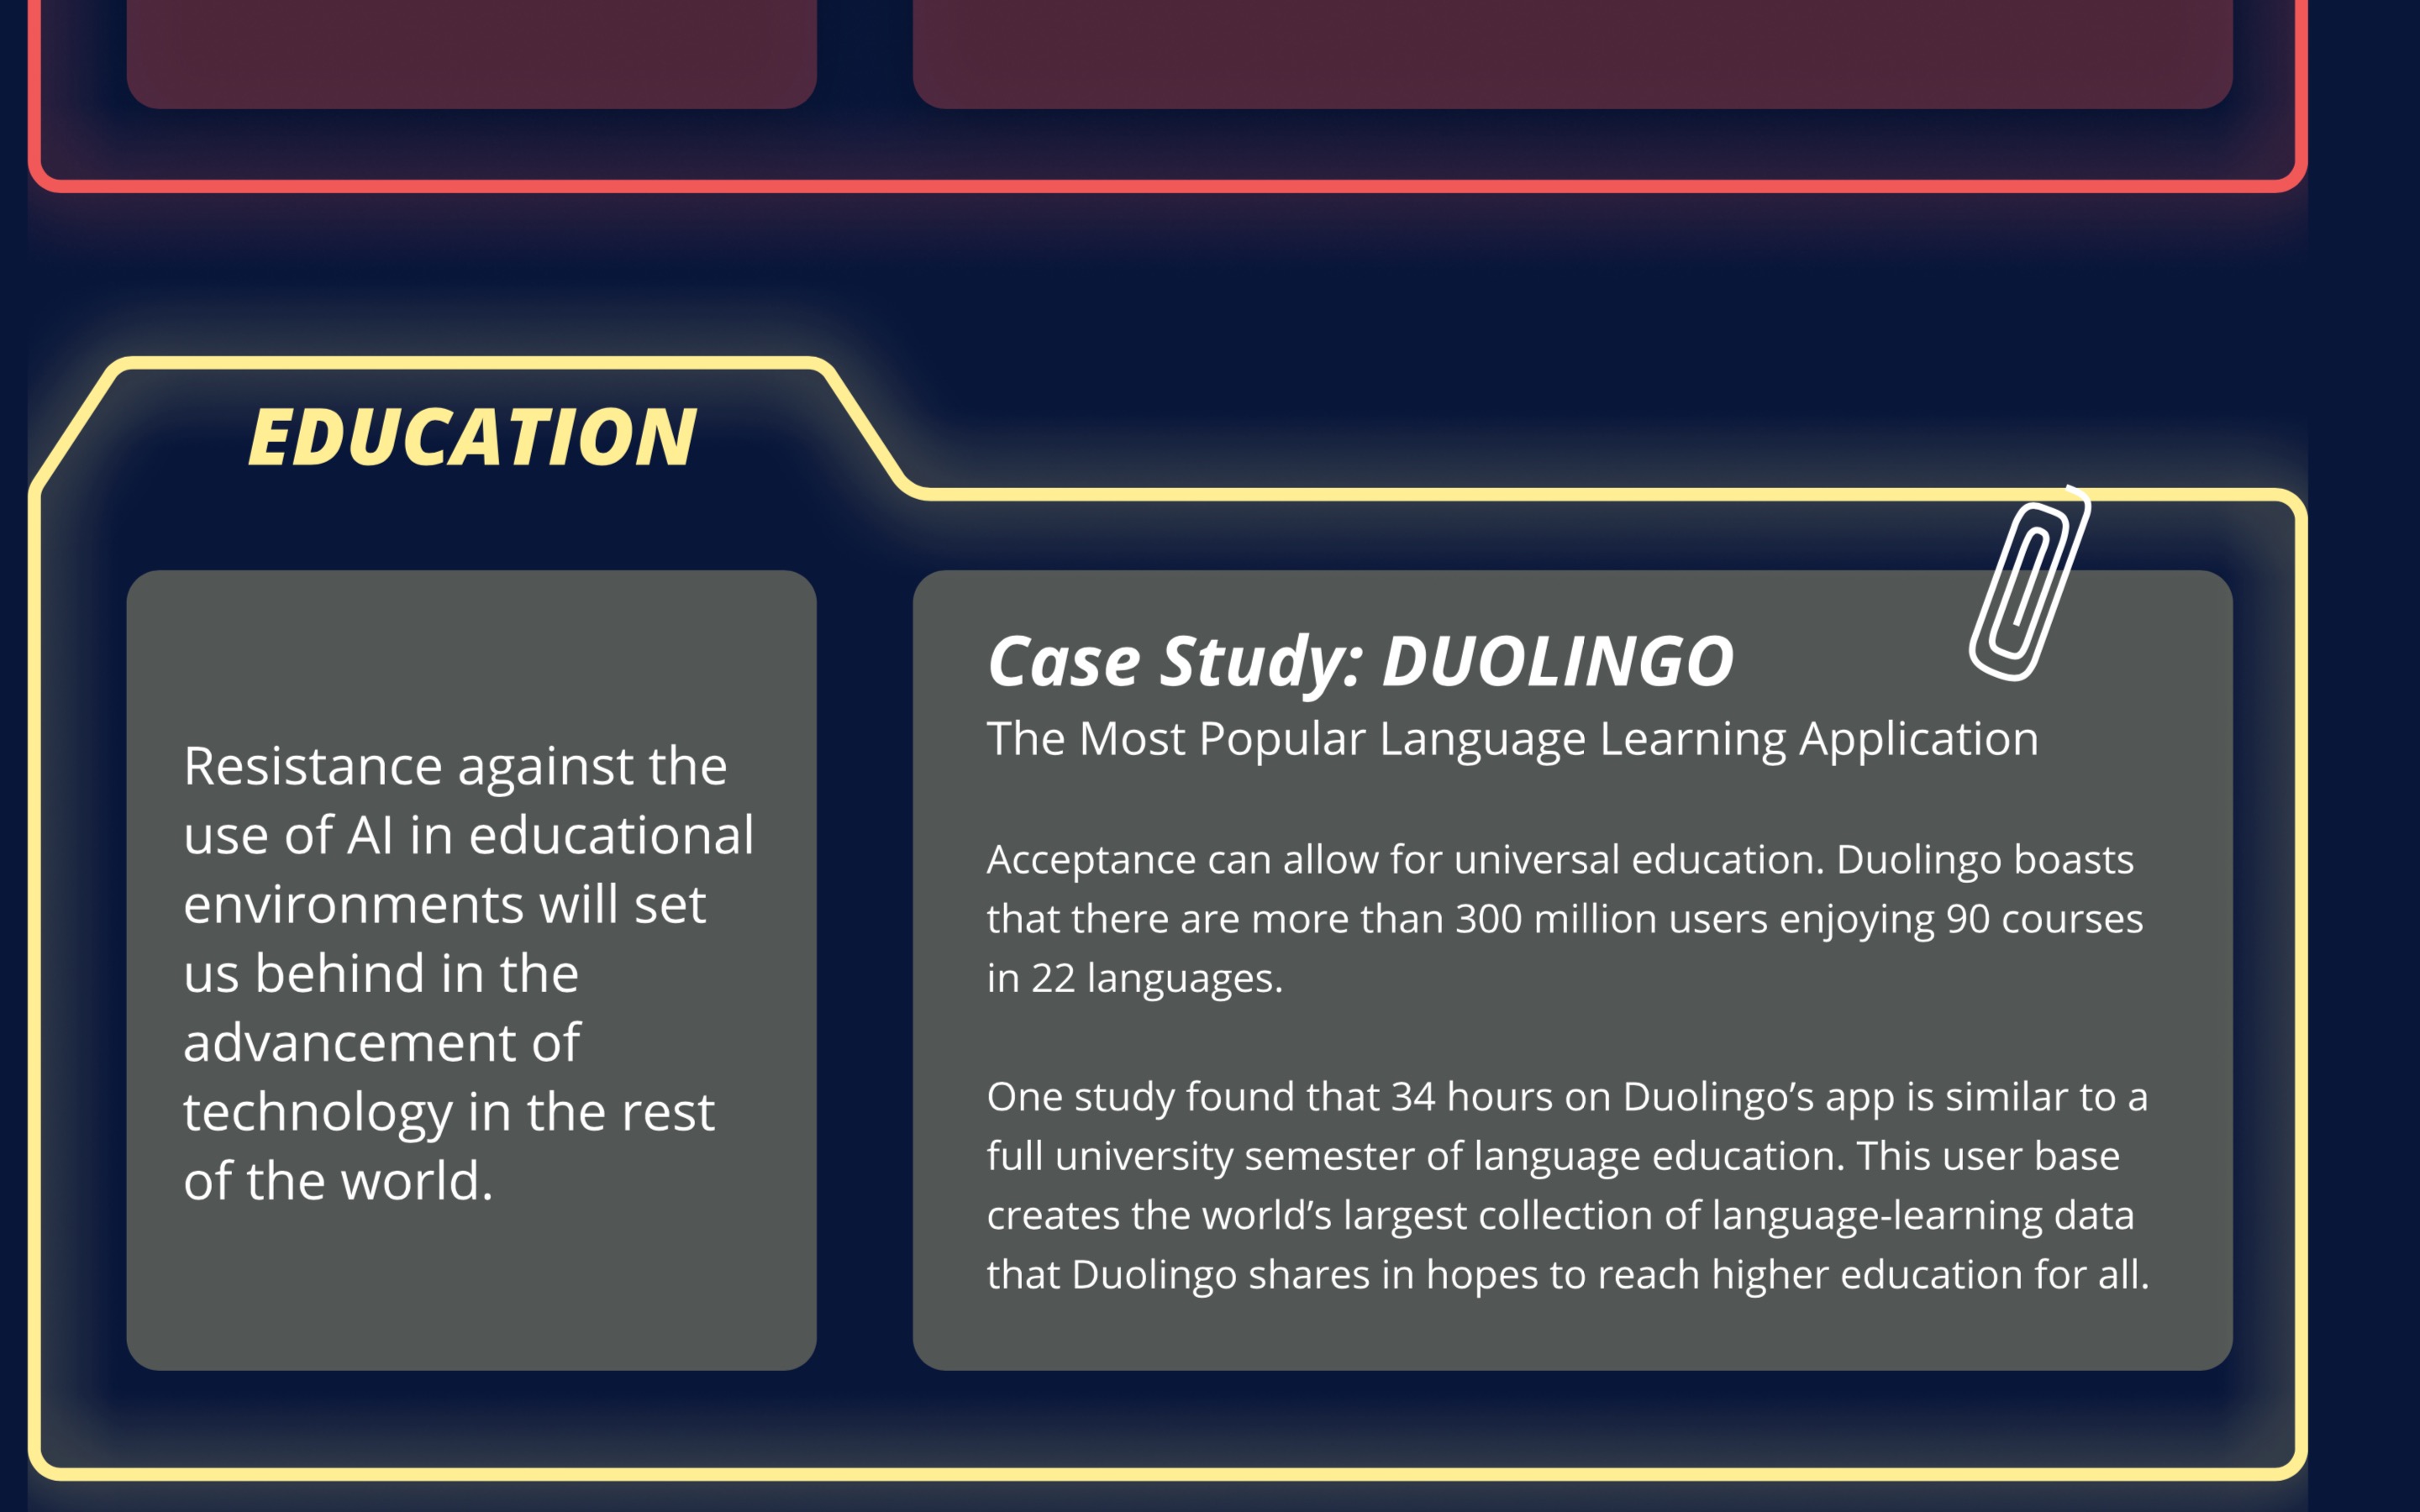 EDUCATION
Resistance against the
use of AI in educational
environments will set
us behind in the
advancement of
technology in the rest
of the world.
Case Study: DUOLINGO
The Most Popular Language Learning Application
Acceptance can allow for universal education. Duolingo boasts
that there are more than 300 million users enjoying 90 courses
in 22 languages.
One study found that 34 hours on Duolingo’s app is similar to a
full university semester of language education. This user base
creates the world’s largest collection of language-learning data
that Duolingo shares in hopes to reach higher education for all.